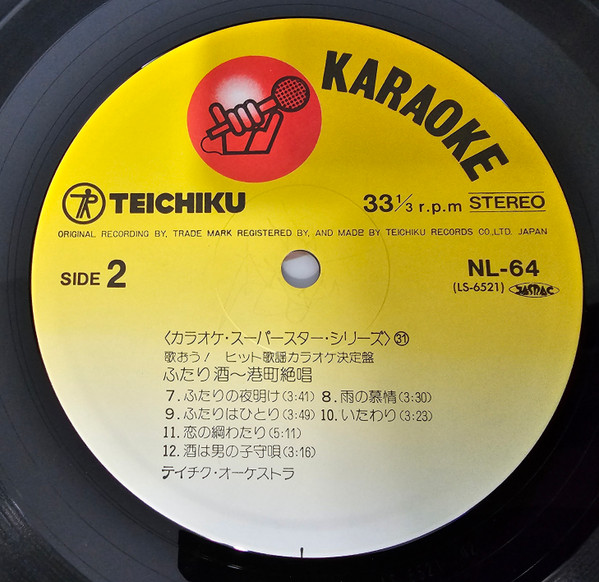 KARAOKE
TEICHIKU
33 1/3 r.p.m STEREO
ORIGINAL RECORDING BY, TRADE MARK REGISTERED BY, AND MADE BY TEICHIKU RECORDS CO.,LTD. JAPAN
SIDE 2
NL-64
(LS-6521) JASRAC
〈カラオケ・スーパースター・シリーズ〉㉛
歌おう! ヒット歌謡カラオケ決定盤
ふたり酒〜港町絶唱
7. ふたりの夜明け(3:41) 8. 雨の慕情(3:30)
9. ふたりはひとり(3:49) 10. いたわり(3:23)
11. 恋の綱わたり(5:11)
12. 酒は男の子守唄(3:16)
テイチク・オーケストラ